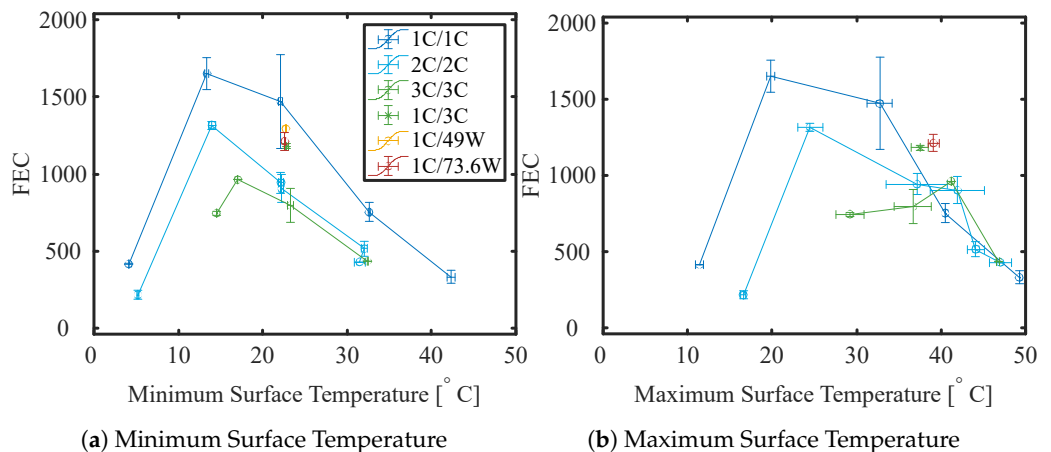 2000
1500
1000
500
0
FEC
0 10 20 30 40 50
Minimum Surface Temperature [° C]
1C/1C
2C/2C
3C/3C
1C/3C
1C/49W
1C/73.6W
(a) Minimum Surface Temperature
2000
1500
1000
500
0
FEC
0 10 20 30 40 50
Maximum Surface Temperature [° C]
(b) Maximum Surface Temperature